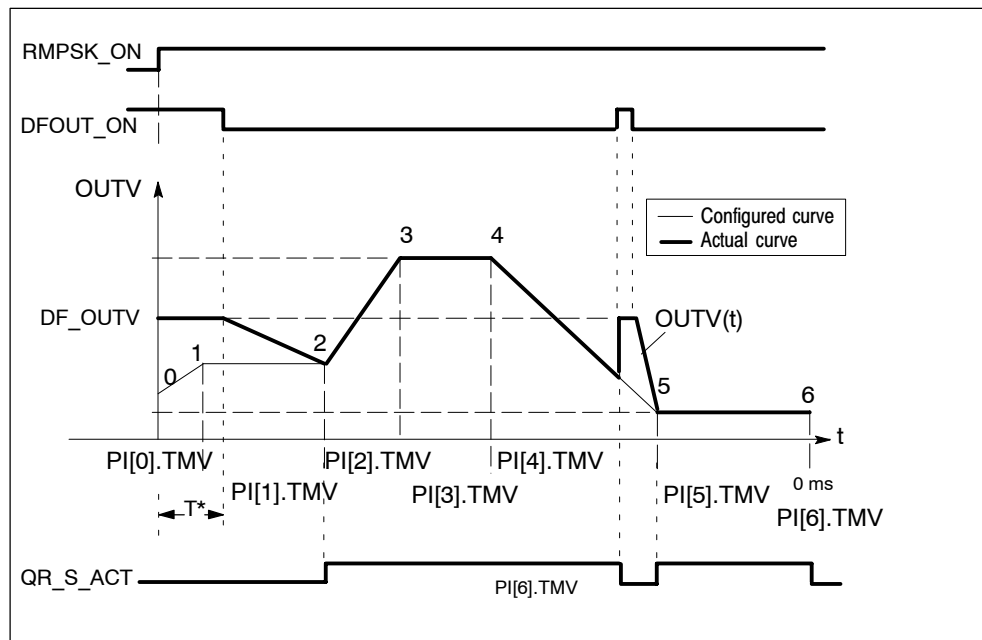 RMPSK_ON
DFOUT_ON
OUTV
Configured curve
Actual curve
3
4
DF_OUTV
OUTV(t)
2
1
0
5
6
t
PI[0].TMV
PI[2].TMV
PI[4].TMV
0 ms
PI[1].TMV
PI[3].TMV
PI[5].TMV
T*
PI[6].TMV
QR_S_ACT
PI[6].TMV